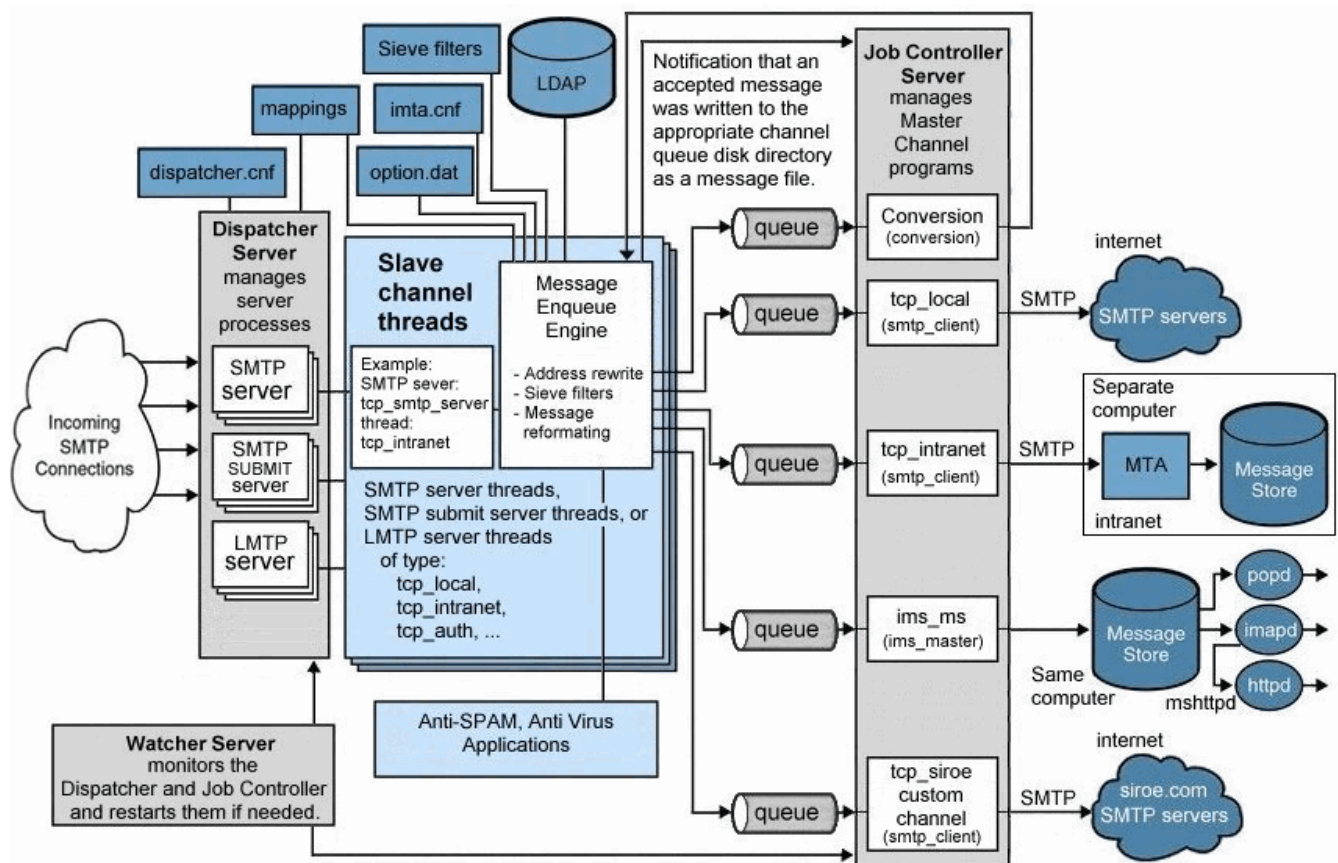 Sieve filters
LDAP
mappings
imta.cnf
dispatcher.cnf
option.dat
Notification that an
accepted message
was written to the
appropriate channel
queue disk directory
as a message file.
Job Controller
Server
manages
Master
Channel
programs
Dispatcher
Server
manages
server
processes
SMTP
server
SMTP
SUBMIT
server
LMTP
server
Incoming
SMTP
Connections
Slave
channel
threads
Example:
SMTP sever:
tcp_smtp_server
thread:
tcp_intranet
Message
Enqueue
Engine
- Address rewrite
- Sieve filters
- Message
reformating
SMTP server threads,
SMTP submit server threads, or
LMTP server threads
of type:
tcp_local,
tcp_intranet,
tcp_auth, ...
Anti-SPAM, Anti Virus
Applications
Watcher Server
monitors the
Dispatcher and Job Controller
and restarts them if needed.
queue
Conversion
(conversion)
queue
tcp_local
(smtp_client)
SMTP
internet
SMTP servers
queue
tcp_intranet
(smtp_client)
SMTP
Separate
computer
MTA
intranet
Message
Store
queue
ims_ms
(ims_master)
Same
computer
Message
Store
popd
imapd
mshttpd
httpd
queue
tcp_siroe
custom
channel
(smtp_client)
SMTP
internet
siroe.com
SMTP servers